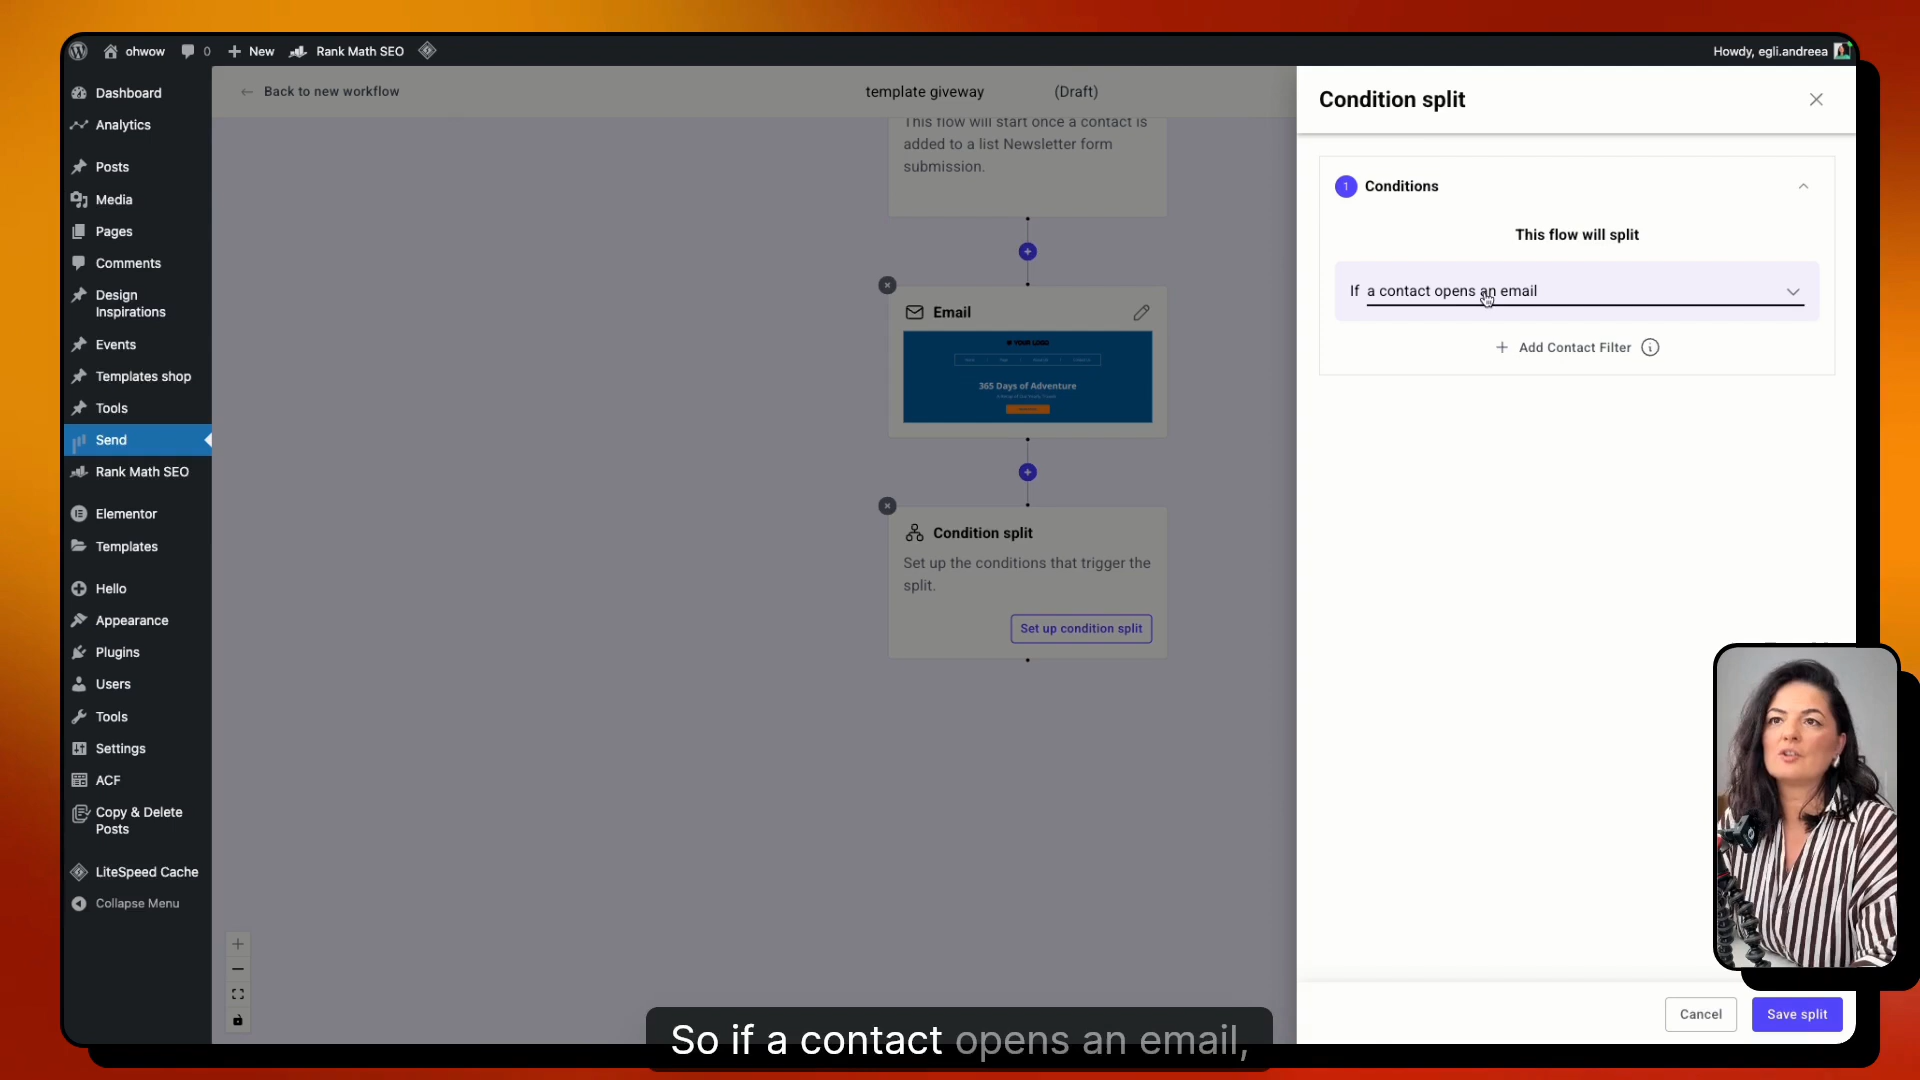 ohwow
0
New
Rank Math SEO
Howdy, egli.andreea
Dashboard
Analytics
Posts
Media
Pages
Comments
Design
Inspirations
Events
Templates shop
Tools
Send
Rank Math SEO
Elementor
Templates
Hello
Appearance
Plugins
Users
Tools
Settings
ACF
Copy & Delete
Posts
LiteSpeed Cache
Collapse Menu
Back to new workflow
template giveway
(Draft)
This flow will start once a contact is
added to a list Newsletter form
submission.
Email
YOUR LOGO
365 Days of Adventure
Condition split
Set up the conditions that trigger the
split.
Set up condition split
Condition split
1 Conditions
This flow will split
If a contact opens an email
Add Contact Filter
Cancel
Save split
So if a contact opens an email,